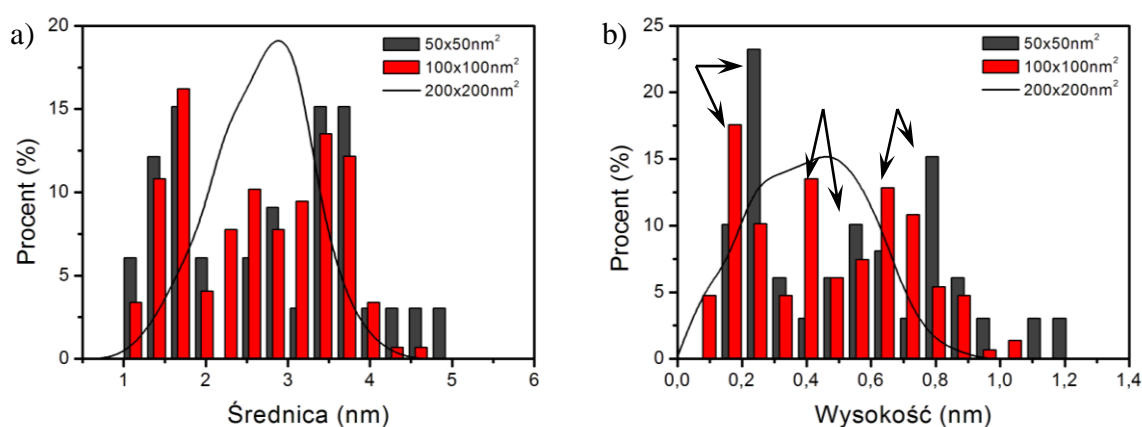 a)
20
15
10
5
0
Procent (%)
50x50nm²
100x100nm²
200x200nm²
1 2 3 4 5 6
Średnica (nm)
b)
25
20
15
10
5
0
Procent (%)
50x50nm²
100x100nm²
200x200nm²
0,0 0,2 0,4 0,6 0,8 1,0 1,2 1,4
Wysokość (nm)